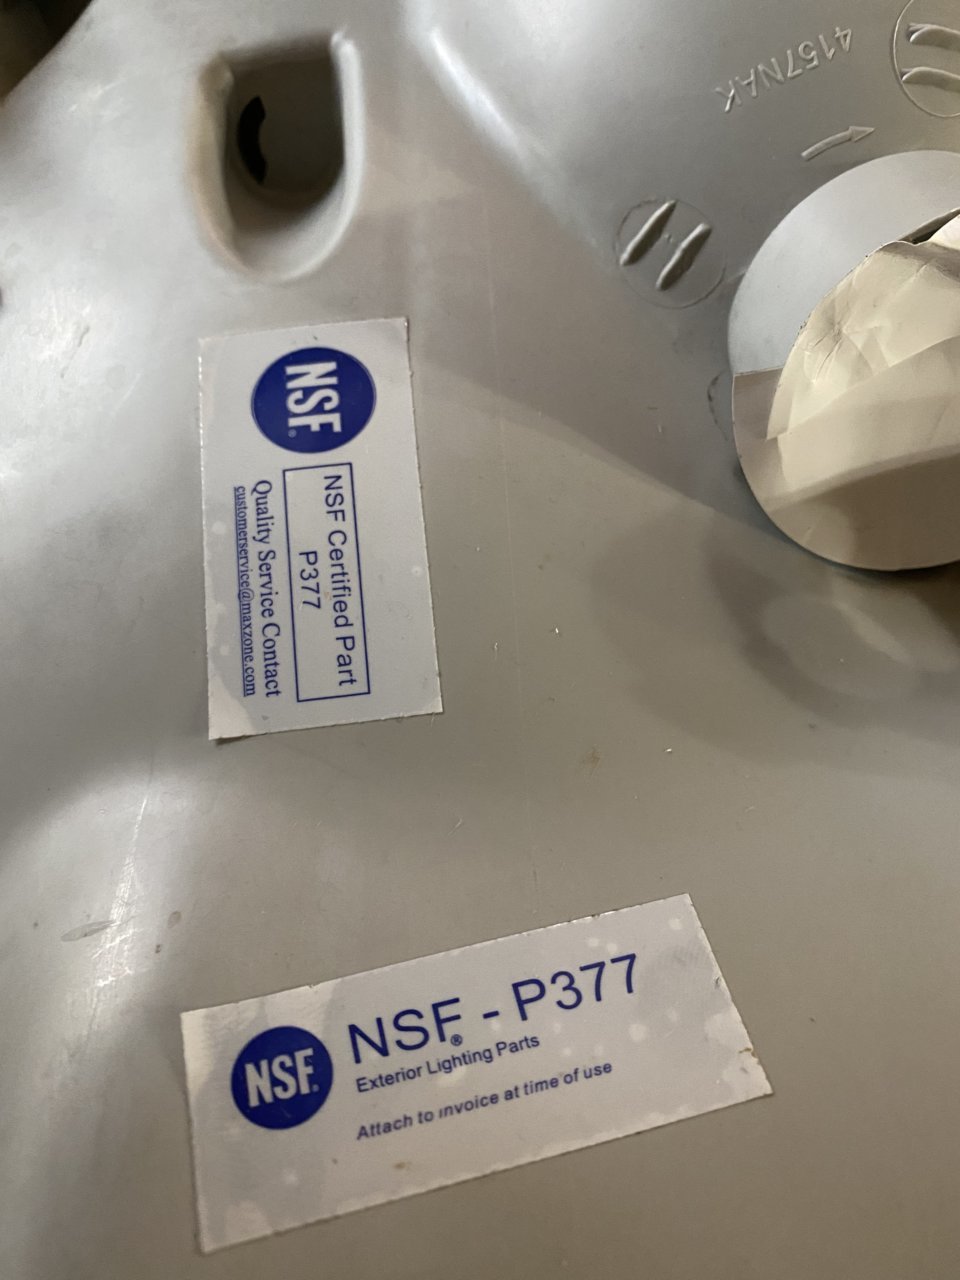 4157NAK
NSF®
NSF Certified Part
P377
Quality Service Contact
customerservice@maxzone.com
NSF®
NSF® - P377
Exterior Lighting Parts
Attach to invoice at time of use